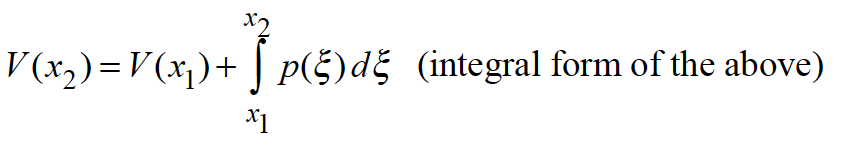 V(x₂) = V(x₁) + ∫_{x₁}^{x₂} p(ξ) dξ (integral form of the above)